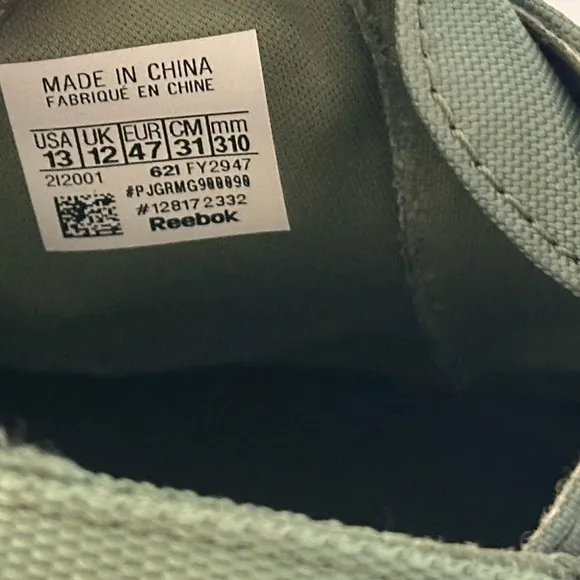 MADE IN CHINA
FABRIQUÉ EN CHINE
USA UK EUR CM mm
13 12 47 31 310
2I2001 621 FY2947
#PJGRMG900090
#128172332
Reebok